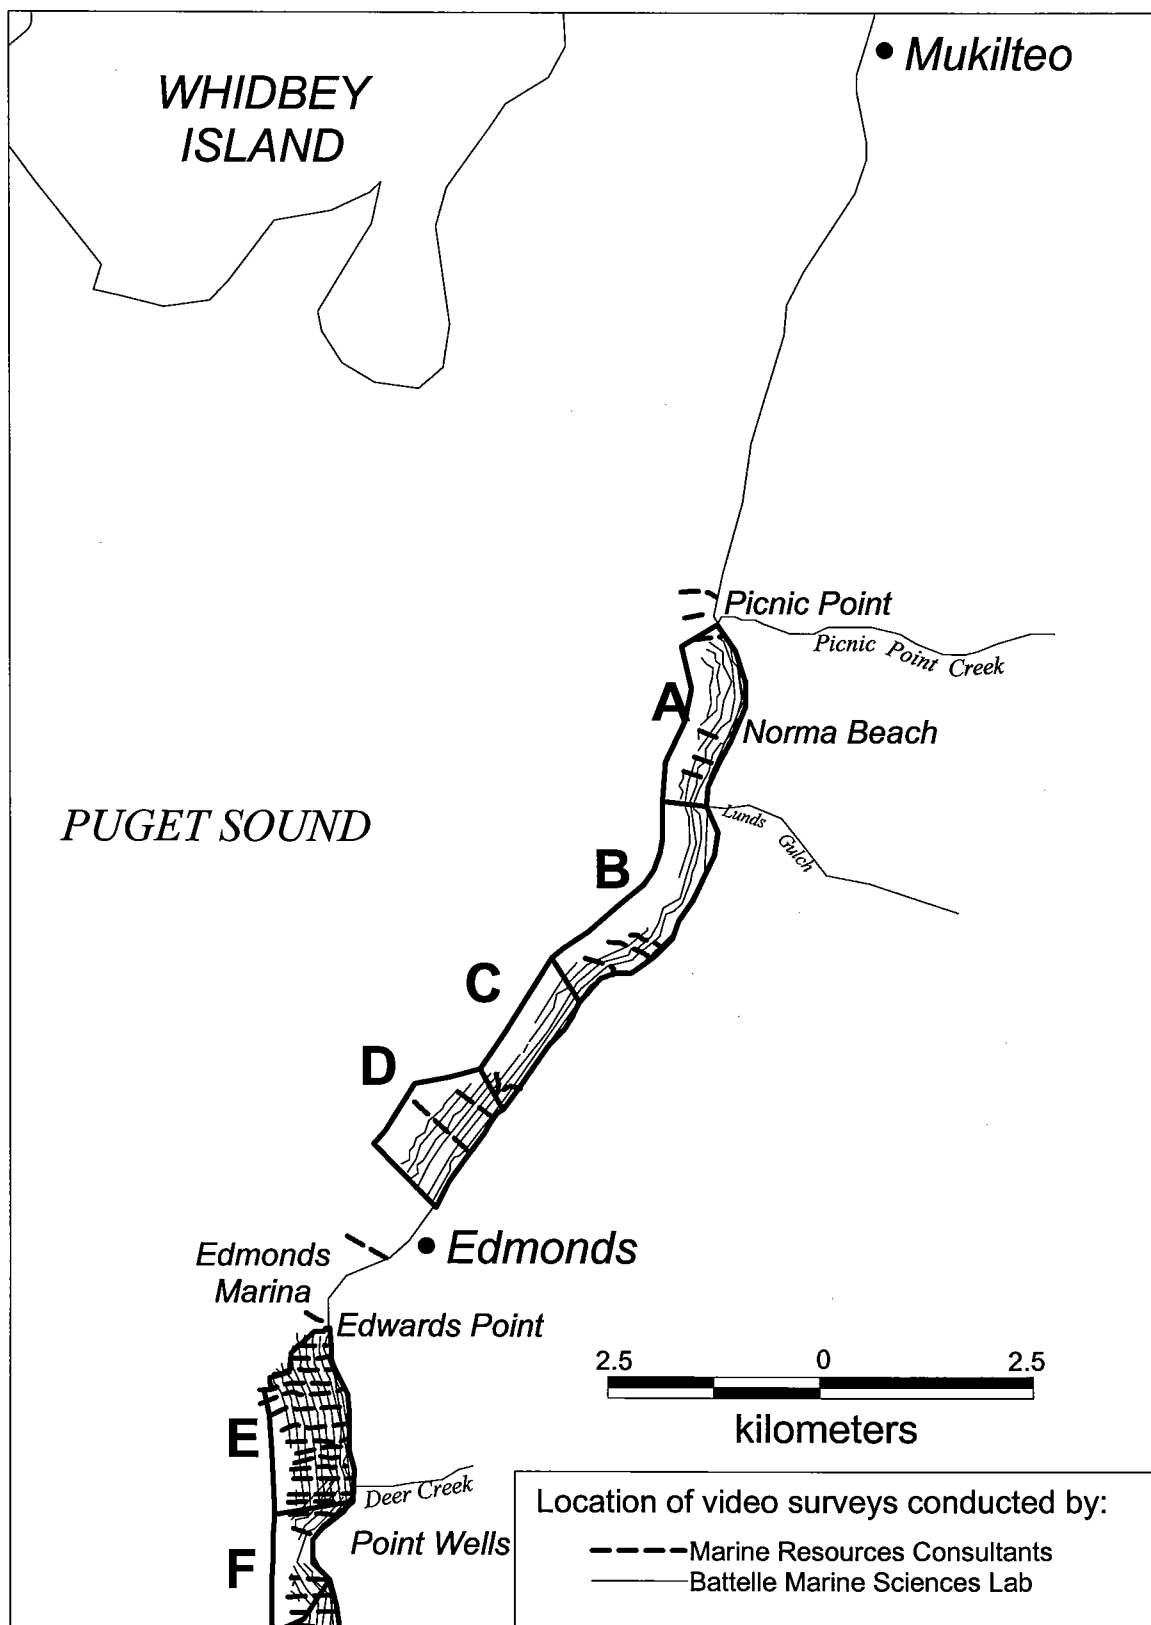 Mukilteo
WHIDBEY
ISLAND
Picnic Point
Picnic Point Creek
A
Norma Beach
PUGET SOUND
Lunds Gulch
B
C
D
Edmonds
Edmonds
Marina
Edwards Point
2.5 0 2.5
kilometers
E
Deer Creek
Point Wells
F
Location of video surveys conducted by:
Marine Resources Consultants
Battelle Marine Sciences Lab